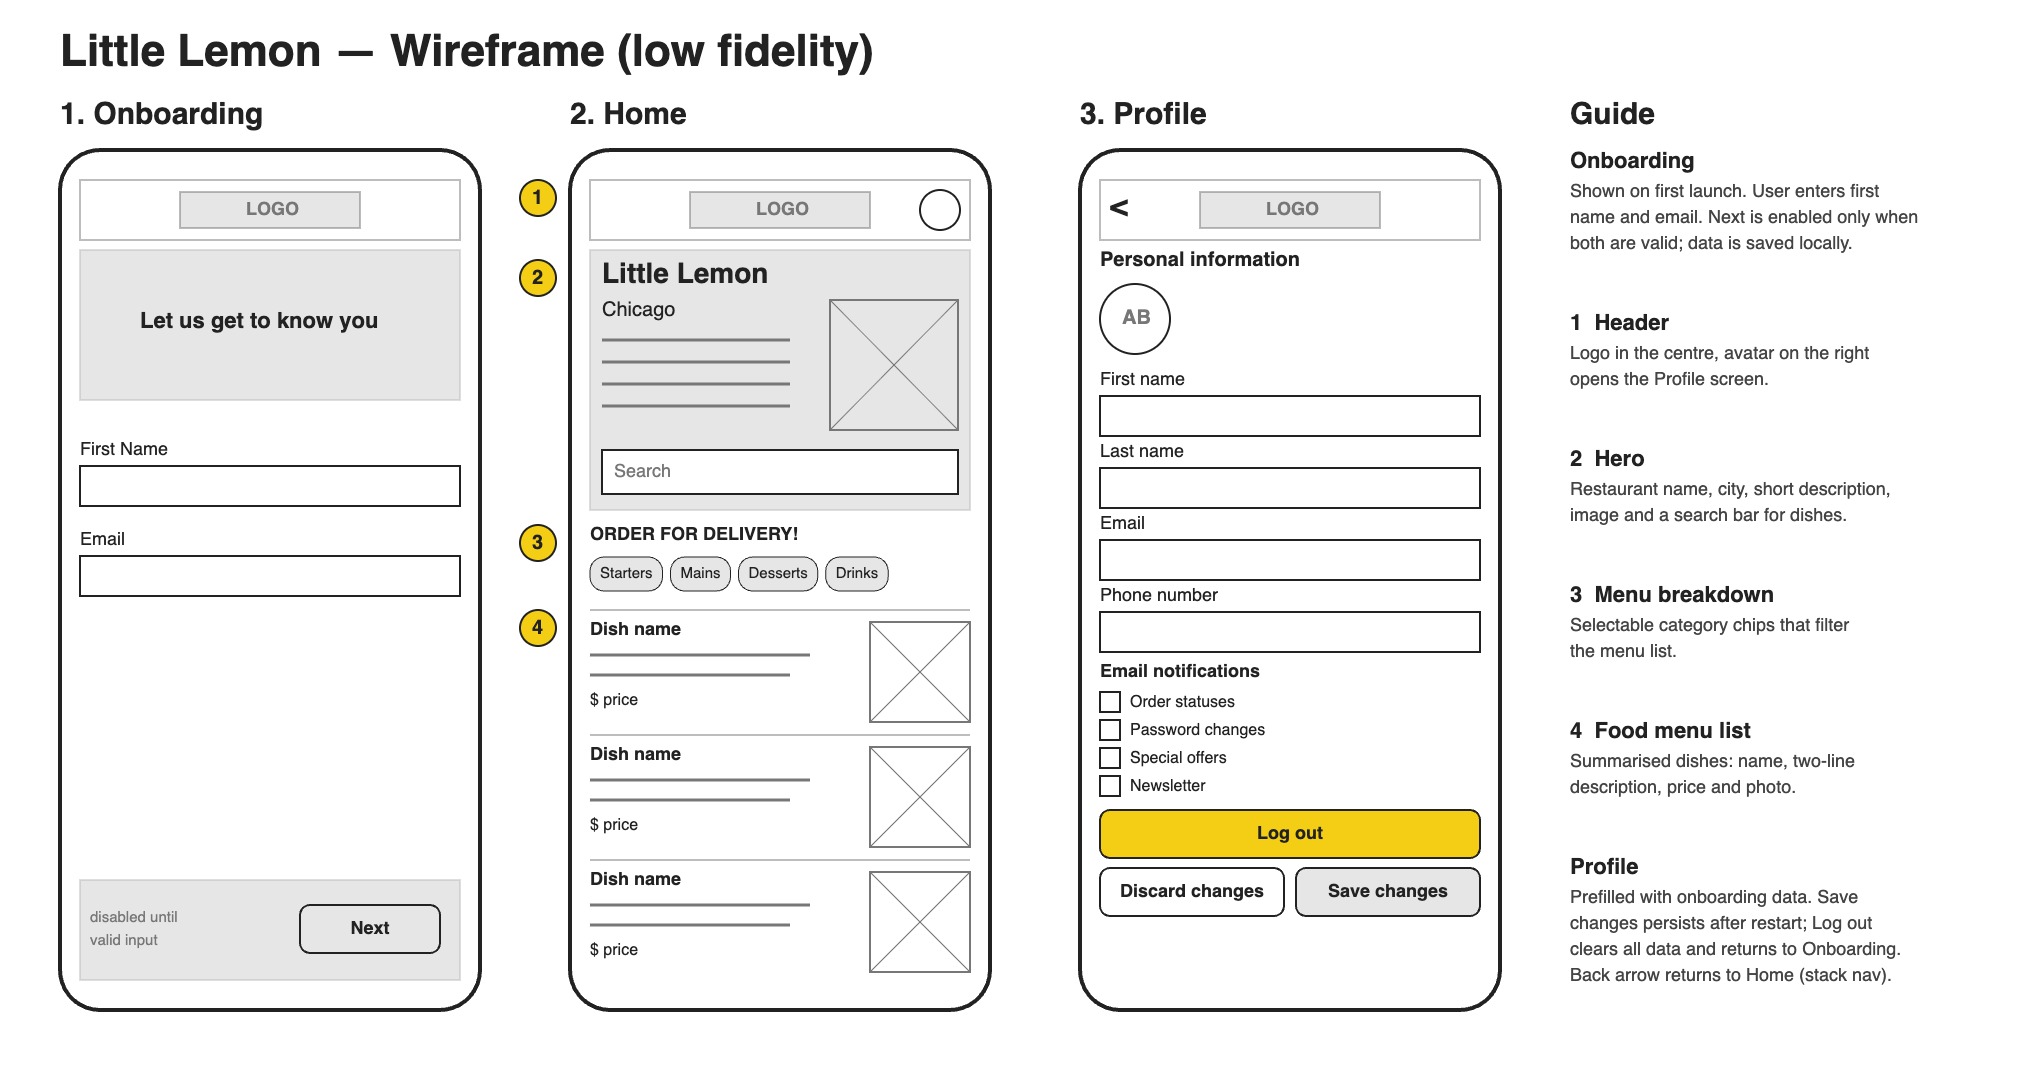 Little Lemon — Wireframe (low fidelity)
1. Onboarding
LOGO
Let us get to know you
First Name
Email
disabled until
valid input
Next
2. Home
1
LOGO
2
Little Lemon
Chicago
Search
3
ORDER FOR DELIVERY!
Starters Mains Desserts Drinks
4
Dish name
$ price
Dish name
$ price
Dish name
$ price
3. Profile
< LOGO
Personal information
AB
First name
Last name
Email
Phone number
Email notifications
Order statuses
Password changes
Special offers
Newsletter
Log out
Discard changes Save changes
Guide
Onboarding
Shown on first launch. User enters first
name and email. Next is enabled only when
both are valid; data is saved locally.
1 Header
Logo in the centre, avatar on the right
opens the Profile screen.
2 Hero
Restaurant name, city, short description,
image and a search bar for dishes.
3 Menu breakdown
Selectable category chips that filter
the menu list.
4 Food menu list
Summarised dishes: name, two-line
description, price and photo.
Profile
Prefilled with onboarding data. Save
changes persists after restart; Log out
clears all data and returns to Onboarding.
Back arrow returns to Home (stack nav).